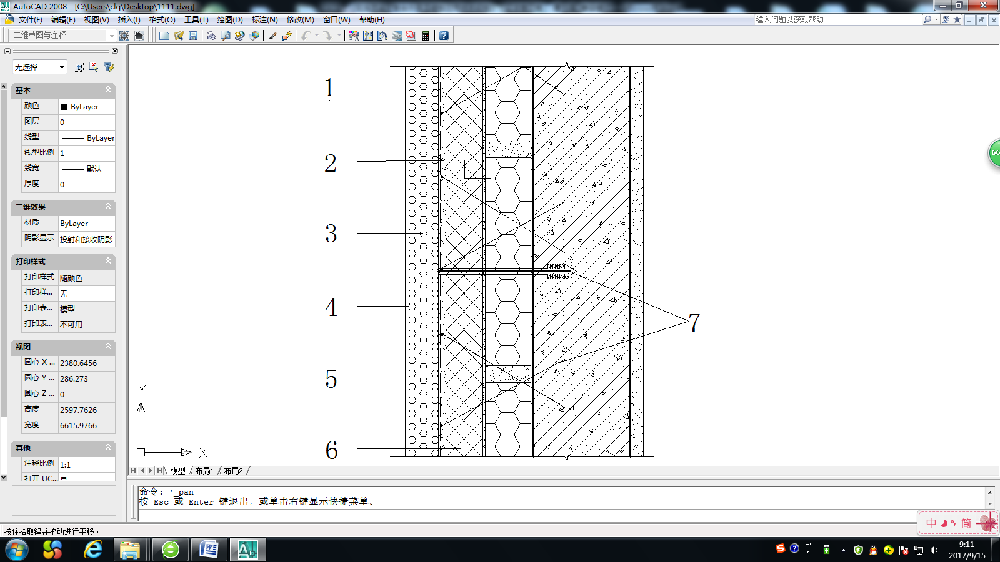 AutoCAD 2008 - [C:\Users\clq\Desktop\1111.dwg]
文件(F) 编辑(E) 视图(V) 插入(I) 格式(O) 工具(T) 绘图(D) 标注(N) 修改(M) 窗口(W) 帮助(H)
键入问题以获取帮助
二维草图与注释
无选择
基本
颜色 ByLayer
图层 0
线型 ByLayer
线型比例 1
线宽 默认
厚度 0
三维效果
材质 ByLayer
阴影显示 投射和接收阴影
打印样式
打印样式 随颜色
打印样... 无
打印表... 模型
打印表... 不可用
视图
圆心 X ... 2380.6456
圆心 Y ... 286.273
圆心 Z ... 0
高度 2597.7626
宽度 6615.9766
其他
注释比例 1:1
打开 UC... 是
1
2
3
4
5
6
7
Y
X
66
模型 布局1 布局2
命令: '_pan
按 Esc 或 Enter 键退出，或单击右键显示快捷菜单。
中 简
按住拾取键并拖动进行平移。
9:11
2017/9/15